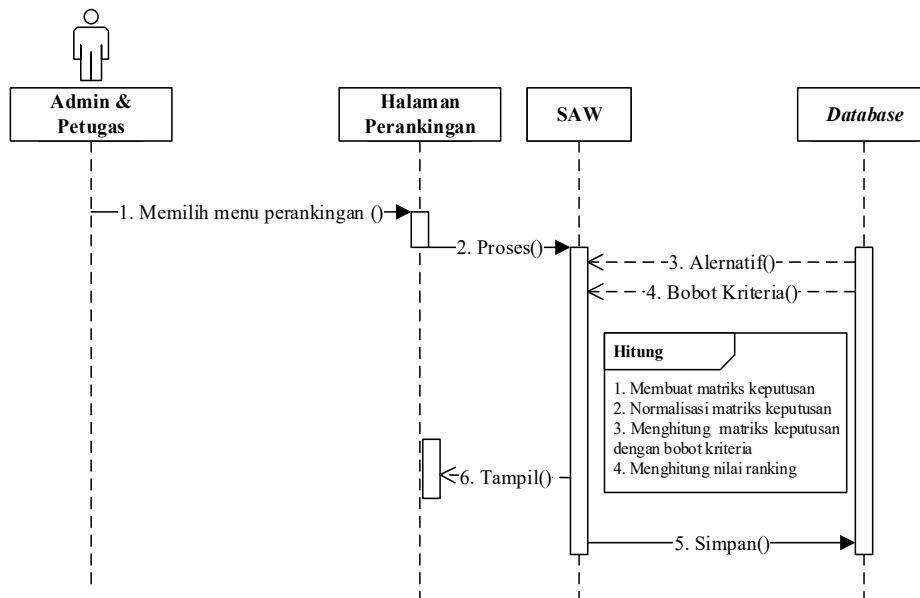 Admin &
Petugas
Halaman
Perankingan
SAW
Database
1. Memilih menu perankingan ()
2. Proses()
3. Alernatif()
4. Bobot Kriteria()
Hitung
1. Membuat matriks keputusan
2. Normalisasi matriks keputusan
3. Menghitung matriks keputusan
dengan bobot kriteria
4. Menghitung nilai ranking
6. Tampil()
5. Simpan()